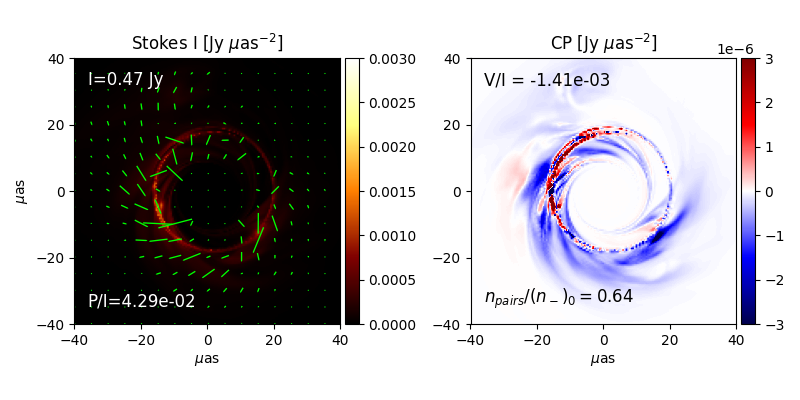 Stokes I [Jy μas⁻²]
I=0.47 Jy
P/I=4.29e-02
40
20
0
−20
−40
μas
−40 −20 0 20 40
μas
0.0030
0.0025
0.0020
0.0015
0.0010
0.0005
0.0000
CP [Jy μas⁻²]
1e-6
V/I = -1.41e-03
n_{pairs}/(n_−)_0 = 0.64
40
20
0
−20
−40
−40 −20 0 20 40
μas
3
2
1
0
−1
−2
−3